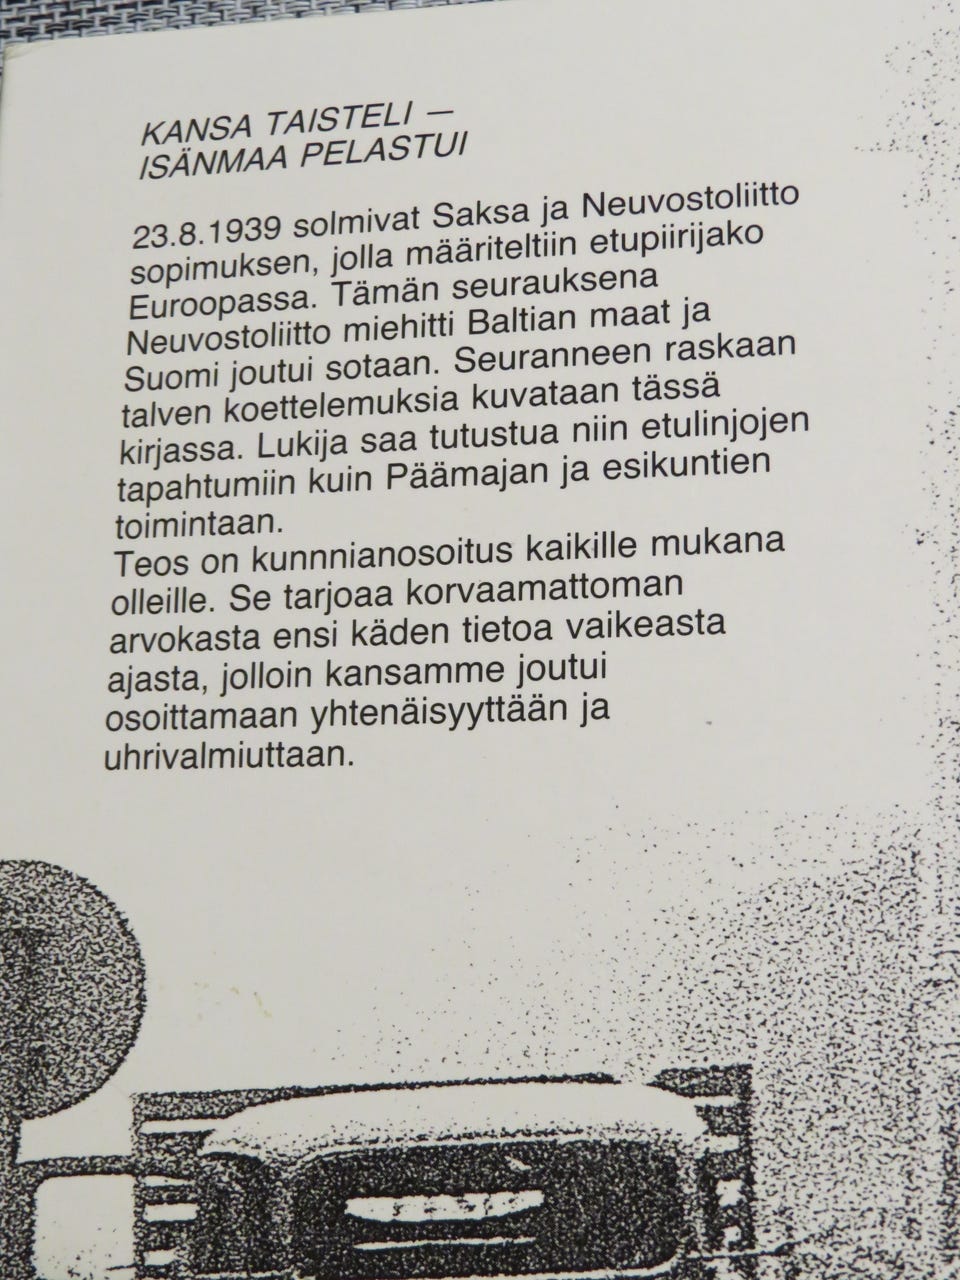 KANSA TAISTELI —
ISÄNMAA PELASTUI
23.8.1939 solmivat Saksa ja Neuvostoliitto
sopimuksen, jolla määriteltiin etupiirijako
Euroopassa. Tämän seurauksena
Neuvostoliitto miehitti Baltian maat ja
Suomi joutui sotaan. Seuranneen raskaan
talven koettelemuksia kuvataan tässä
kirjassa. Lukija saa tutustua niin etulinjojen
tapahtumiin kuin Päämajan ja esikuntien
toimintaan.
Teos on kunnnianosoitus kaikille mukana
olleille. Se tarjoaa korvaamattoman
arvokasta ensi käden tietoa vaikeasta
ajasta, jolloin kansamme joutui
osoittamaan yhtenäisyyttään ja
uhrivalmiuttaan.